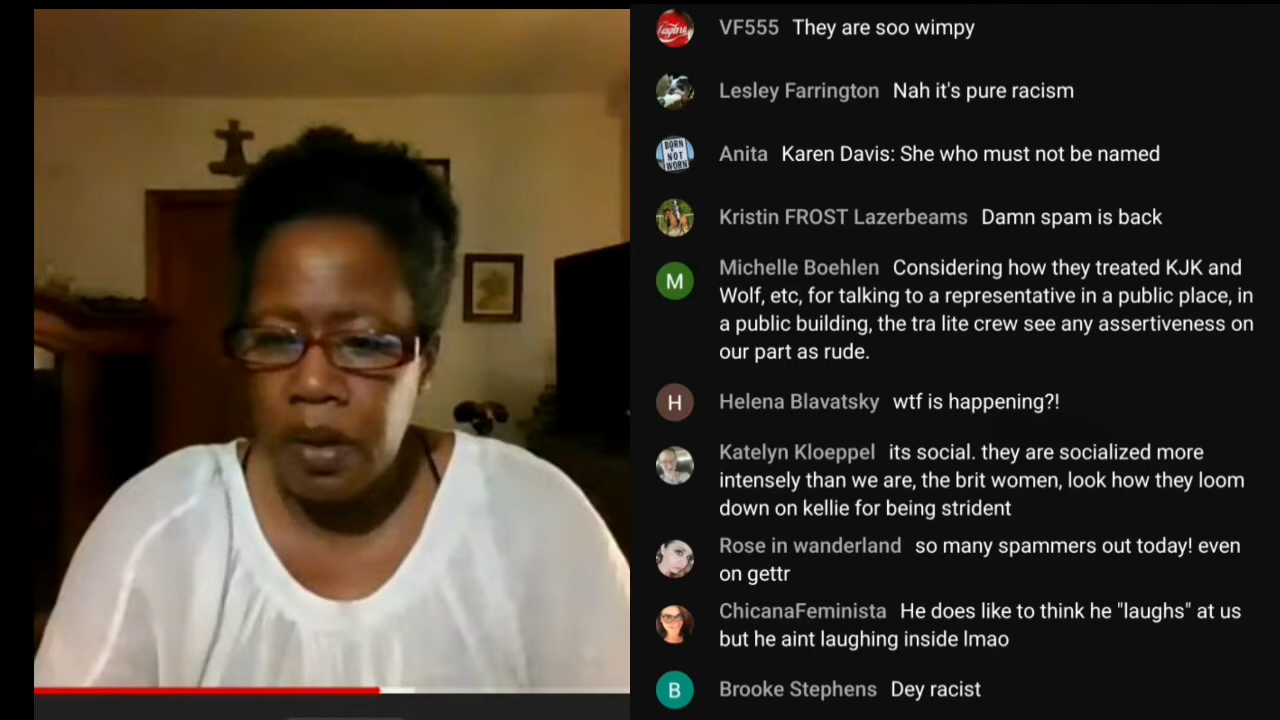 VF555 They are soo wimpy
Lesley Farrington Nah it's pure racism
BORN
NOT
WORN
Anita Karen Davis: She who must not be named
Kristin FROST Lazerbeams Damn spam is back
M
Michelle Boehlen Considering how they treated KJK and
Wolf, etc, for talking to a representative in a public place, in
a public building, the tra lite crew see any assertiveness on
our part as rude.
H
Helena Blavatsky wtf is happening?!
Katelyn Kloeppel its social. they are socialized more
intensely than we are, the brit women, look how they loom
down on kellie for being strident
Rose in wanderland so many spammers out today! even
on gettr
ChicanaFeminista He does like to think he "laughs" at us
but he aint laughing inside lmao
B
Brooke Stephens Dey racist